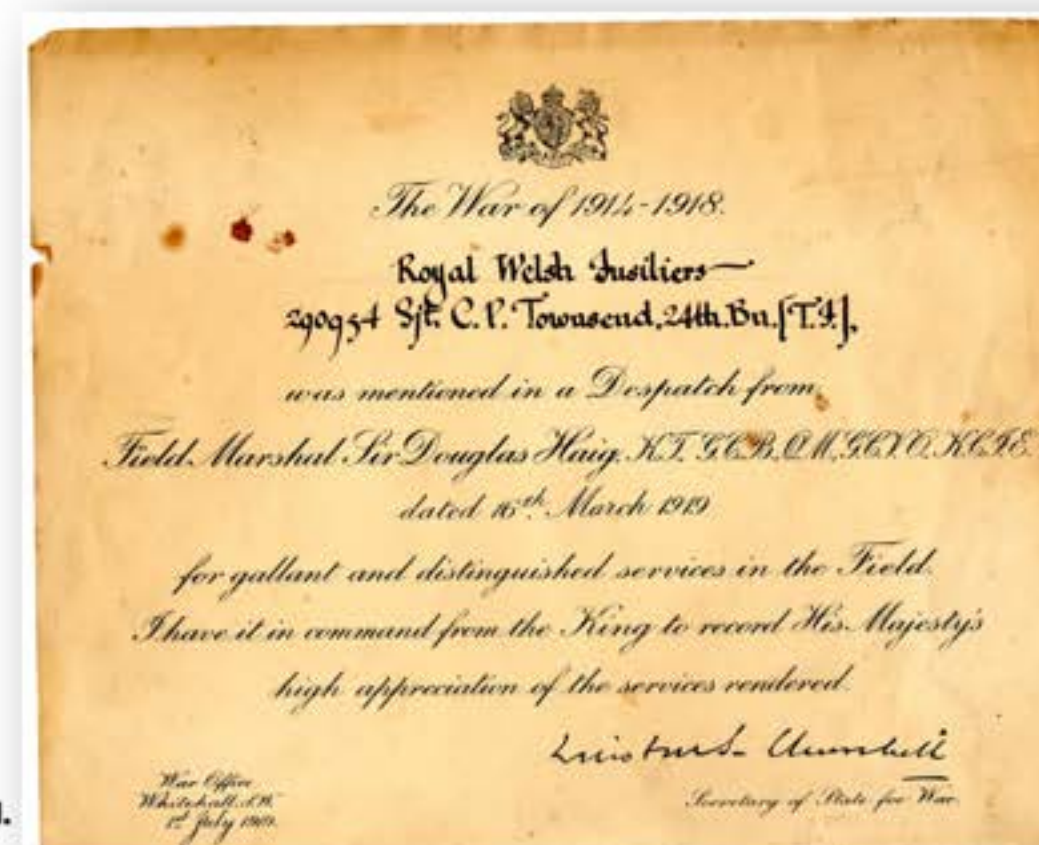 The War of 1914-1918.
Royal Welsh Fusiliers
290954 Sjt. C. P. Townsend, 24th. Bn. [T.F.],
was mentioned in a Despatch from
Field Marshal Sir Douglas Haig. K.T. G.C.B. O.M. G.C.V.O. K.C.I.E.
dated 16th March 1919
for gallant and distinguished services in the Field.
I have it in command from the King to record His Majesty's
high appreciation of the services rendered.
Winston S. Churchill
Secretary of State for War.
War Office
Whitehall. S.W.
1st July 1919.